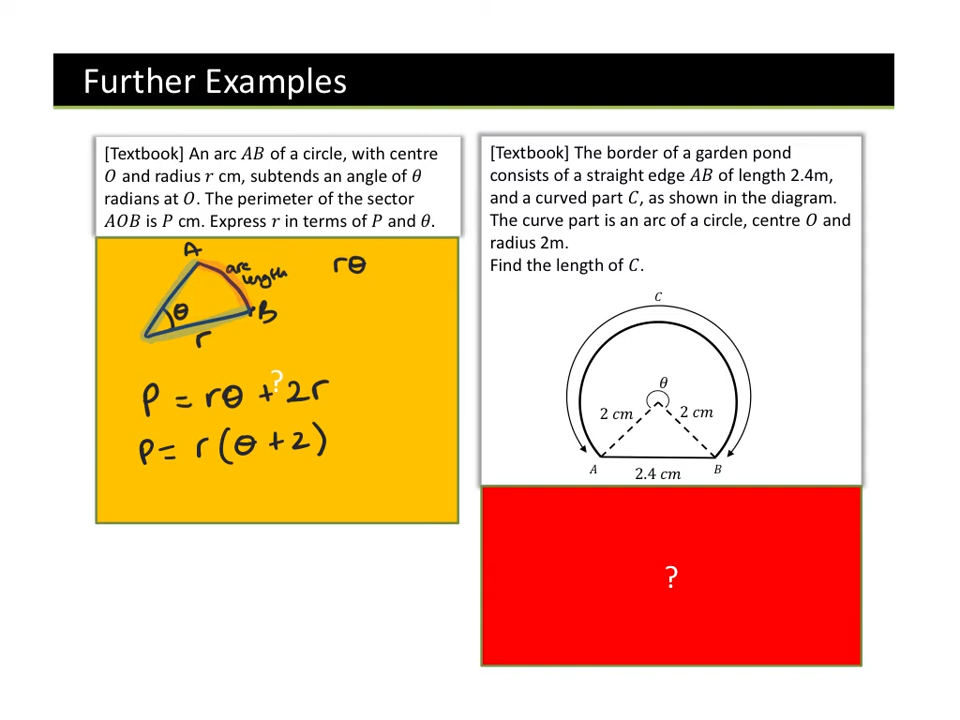 Further Examples
[Textbook] An arc AB of a circle, with centre
O and radius r cm, subtends an angle of θ
radians at O. The perimeter of the sector
AOB is P cm. Express r in terms of P and θ.
A
arc
length
rθ
θ
B
r
?
P = rθ + 2r
P = r(θ + 2)
[Textbook] The border of a garden pond
consists of a straight edge AB of length 2.4m,
and a curved part C, as shown in the diagram.
The curve part is an arc of a circle, centre O and
radius 2m.
Find the length of C.
C
θ
2 cm 2 cm
A B
2.4 cm
?